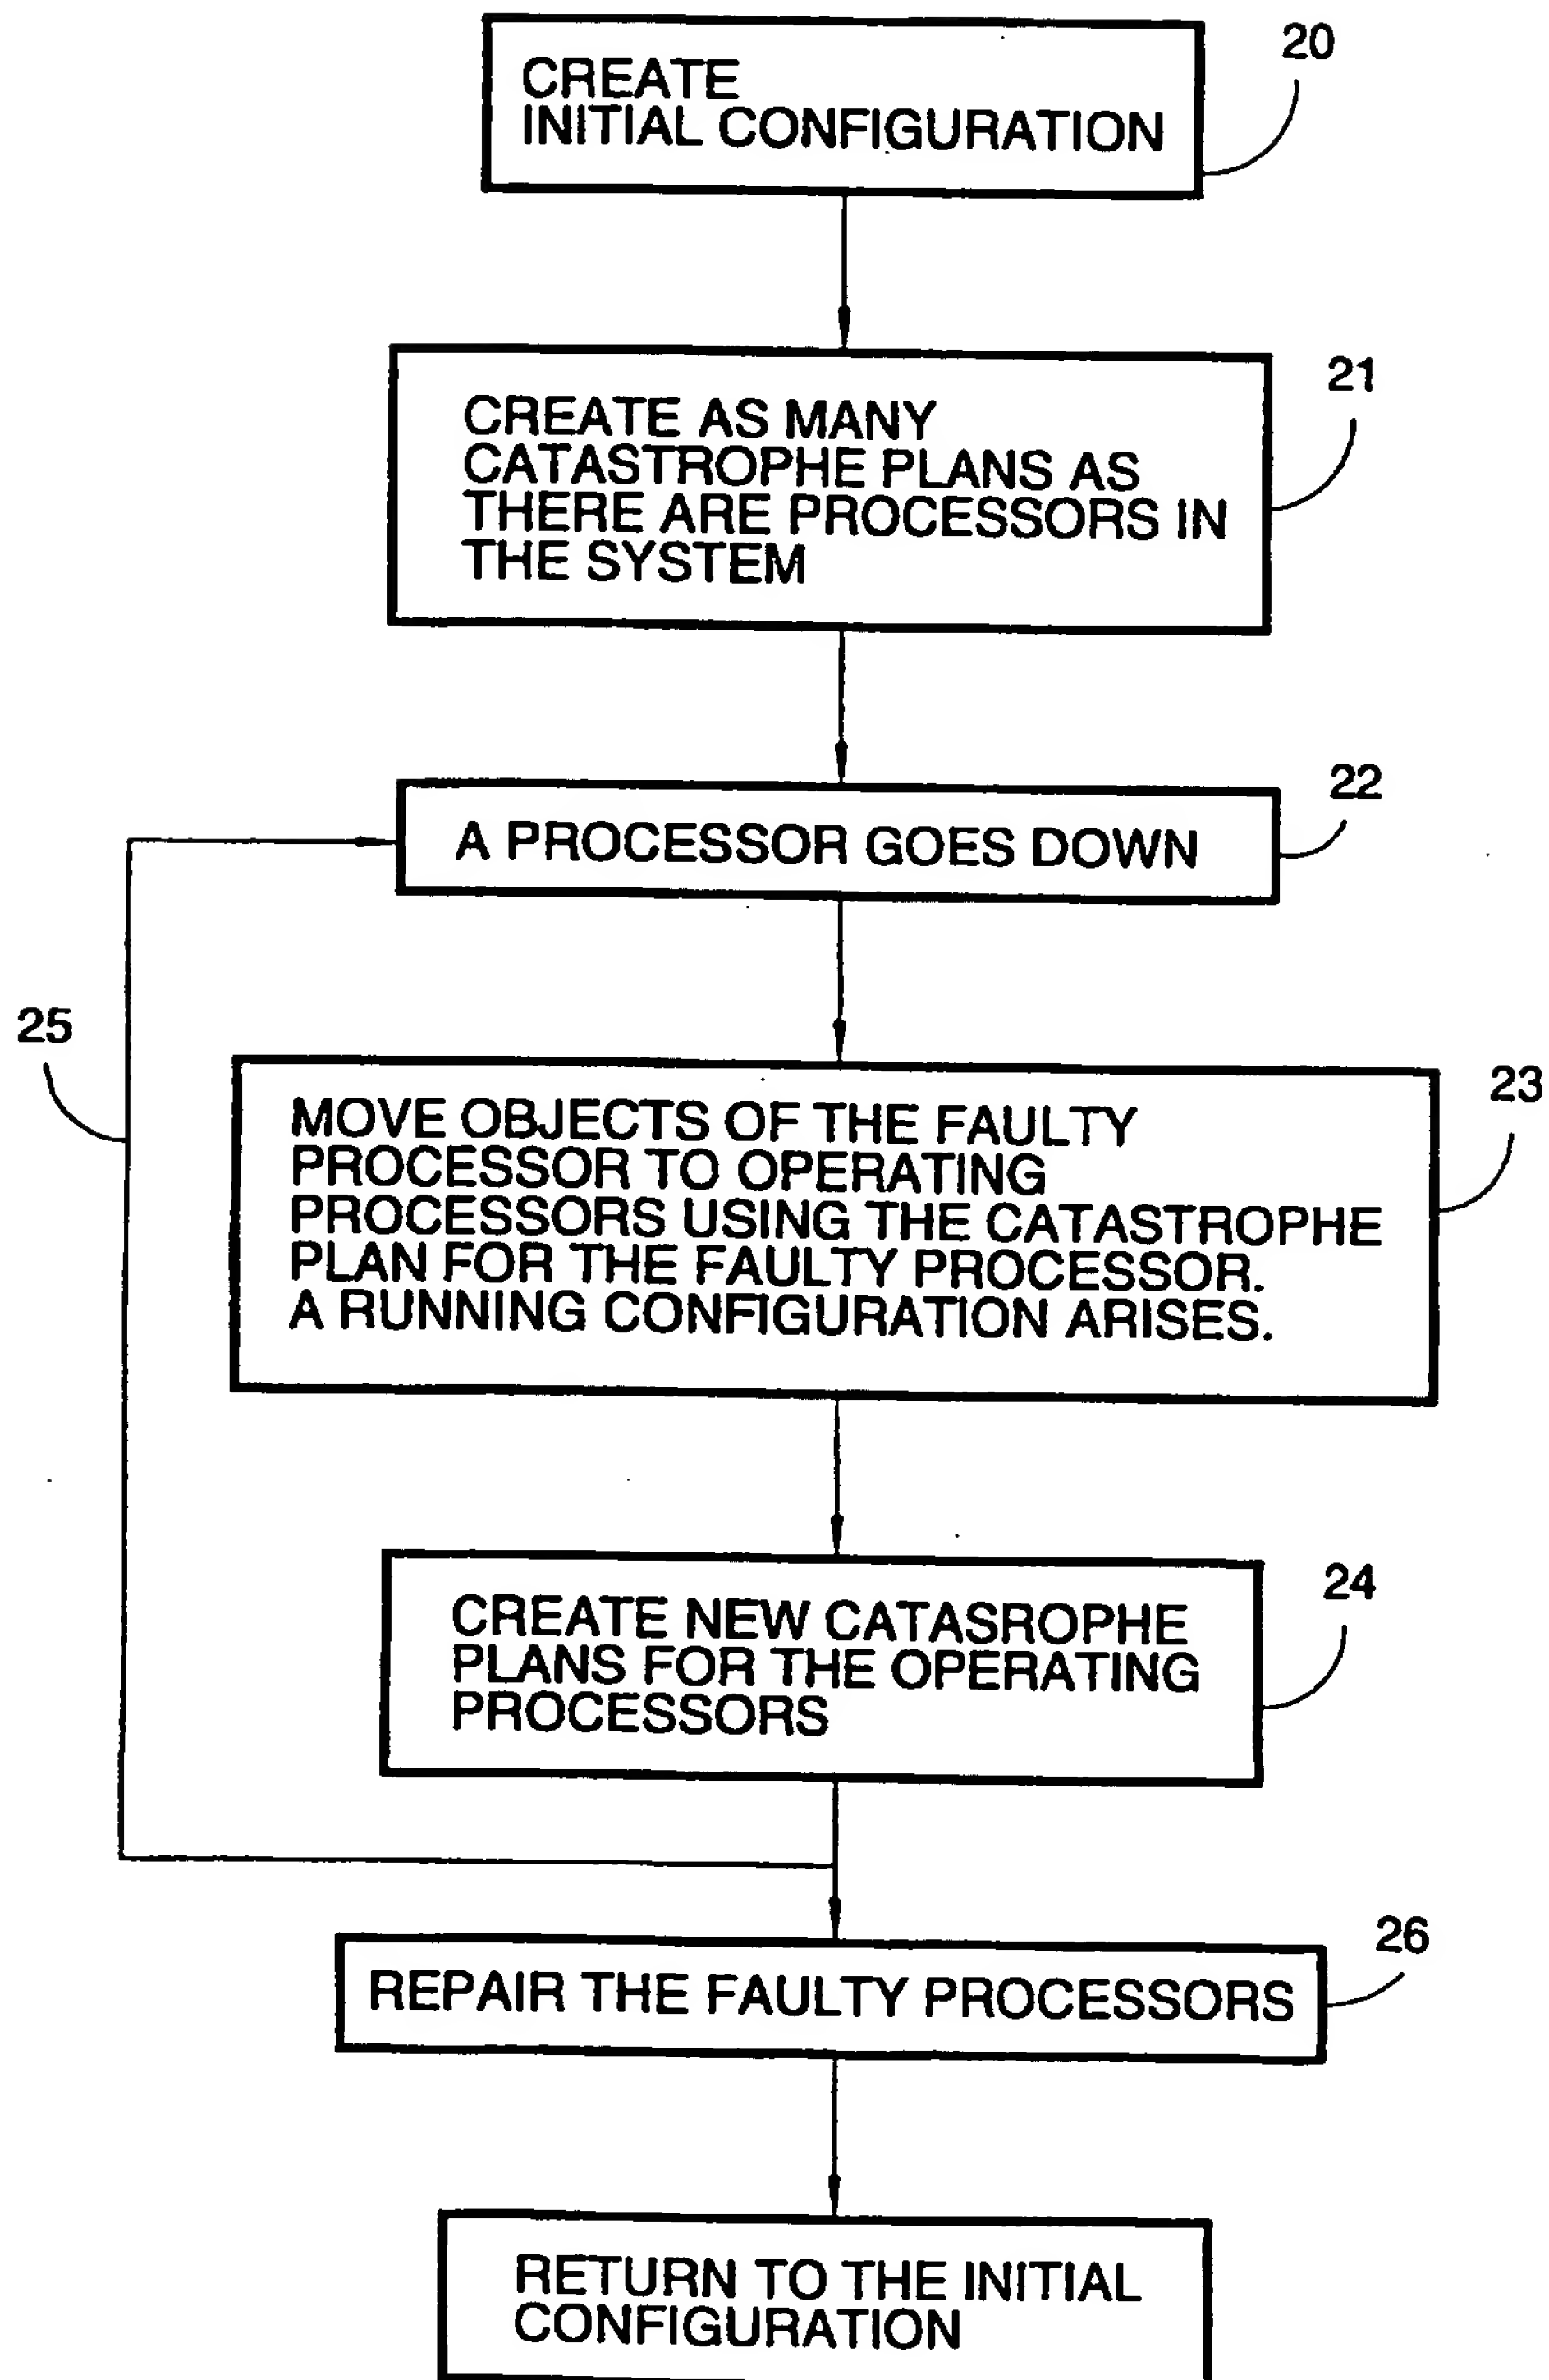 20
CREATE
INITIAL CONFIGURATION
21
CREATE AS MANY
CATASTROPHE PLANS AS
THERE ARE PROCESSORS IN
THE SYSTEM
22
A PROCESSOR GOES DOWN
25
23
MOVE OBJECTS OF THE FAULTY
PROCESSOR TO OPERATING
PROCESSORS USING THE CATASTROPHE
PLAN FOR THE FAULTY PROCESSOR.
A RUNNING CONFIGURATION ARISES.
24
CREATE NEW CATASROPHE
PLANS FOR THE OPERATING
PROCESSORS
26
REPAIR THE FAULTY PROCESSORS
RETURN TO THE INITIAL
CONFIGURATION